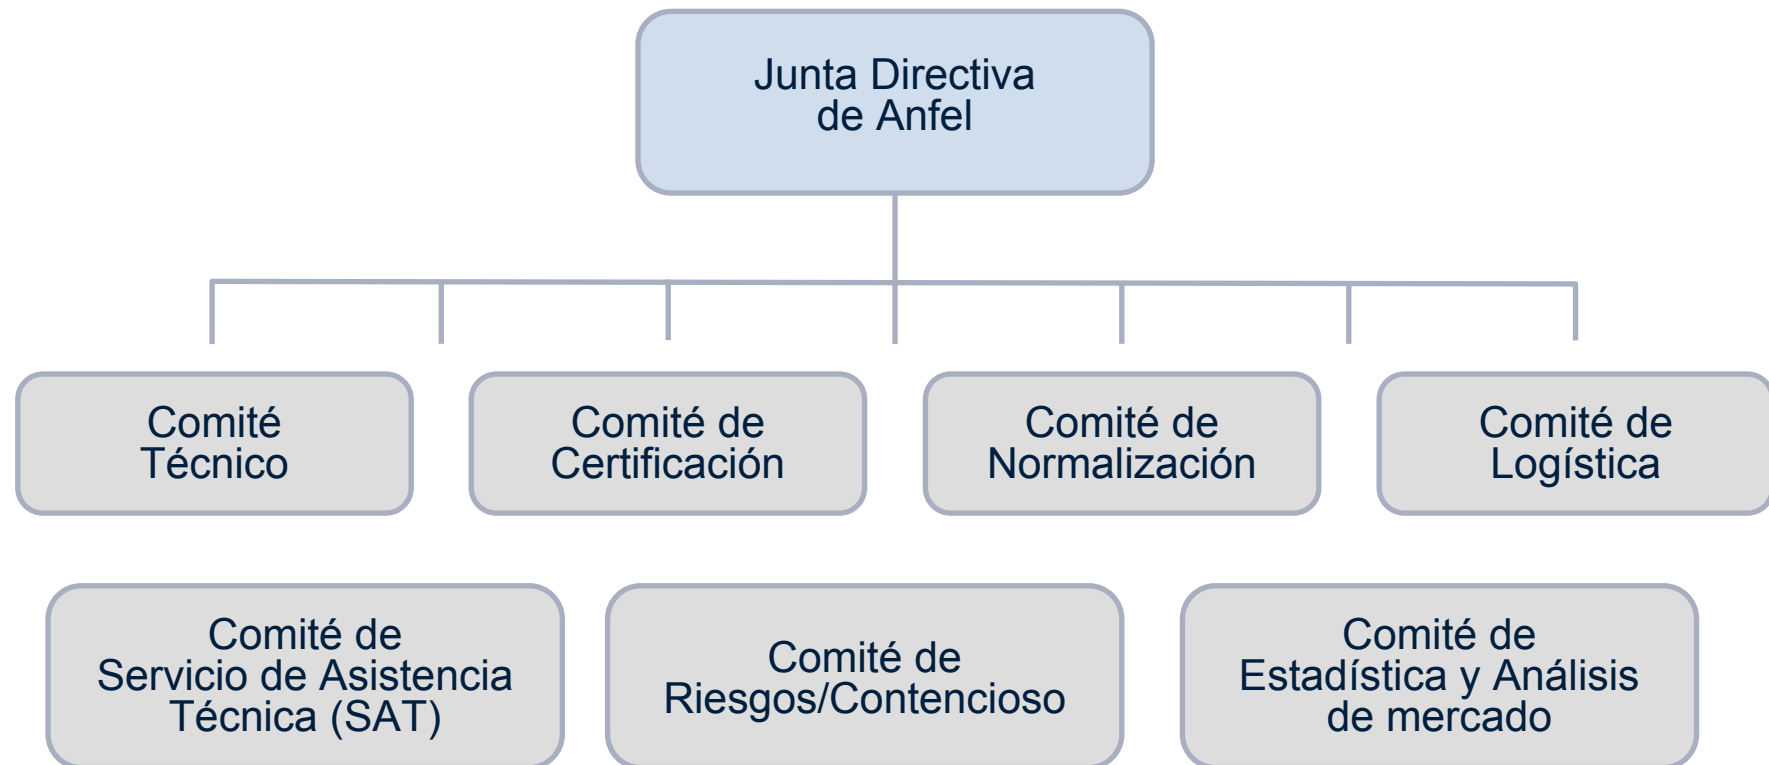 Junta Directiva
de Anfel
Comité
Técnico
Comité de
Certificación
Comité de
Normalización
Comité de
Logística
Comité de
Servicio de Asistencia
Técnica (SAT)
Comité de
Riesgos/Contencioso
Comité de
Estadística y Análisis
de mercado